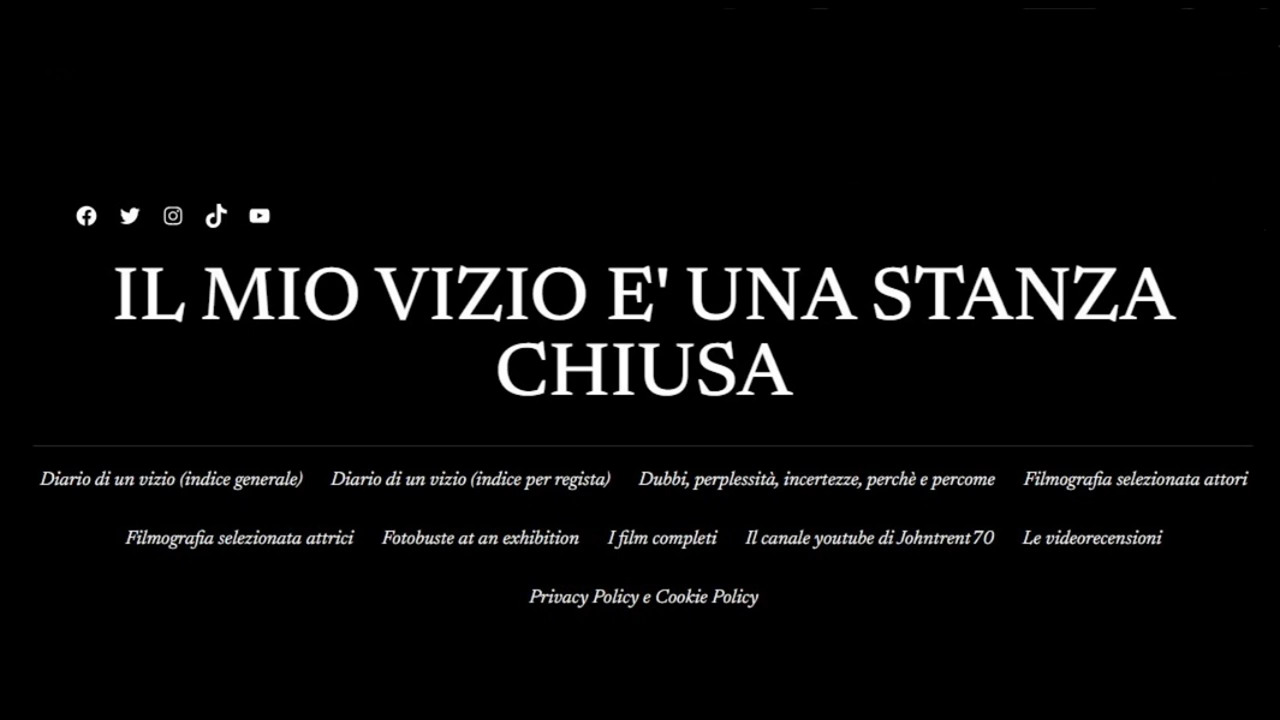 IL MIO VIZIO E' UNA STANZA
CHIUSA
Diario di un vizio (indice generale) Diario di un vizio (indice per regista) Dubbi, perplessità, incertezze, perchè e percome Filmografia selezionata attori
Filmografia selezionata attrici Fotobuste at an exhibition I film completi Il canale youtube di Johntrent70 Le videorecensioni
Privacy Policy e Cookie Policy